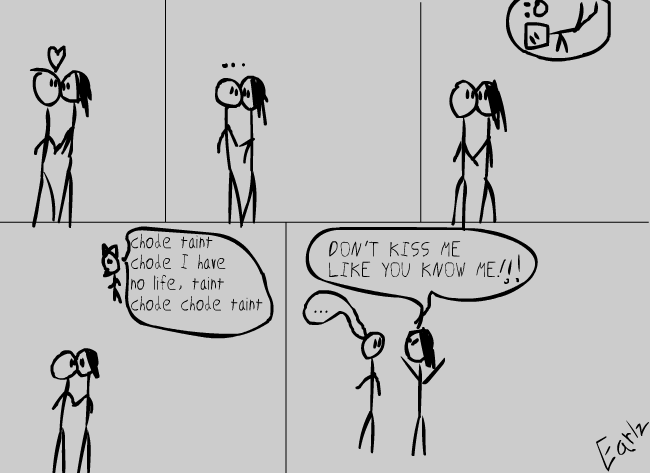 ...
chode taint
chode I have
no life, taint
chode chode taint
DON'T KISS ME
LIKE YOU KNOW ME!!!
...
Earlz